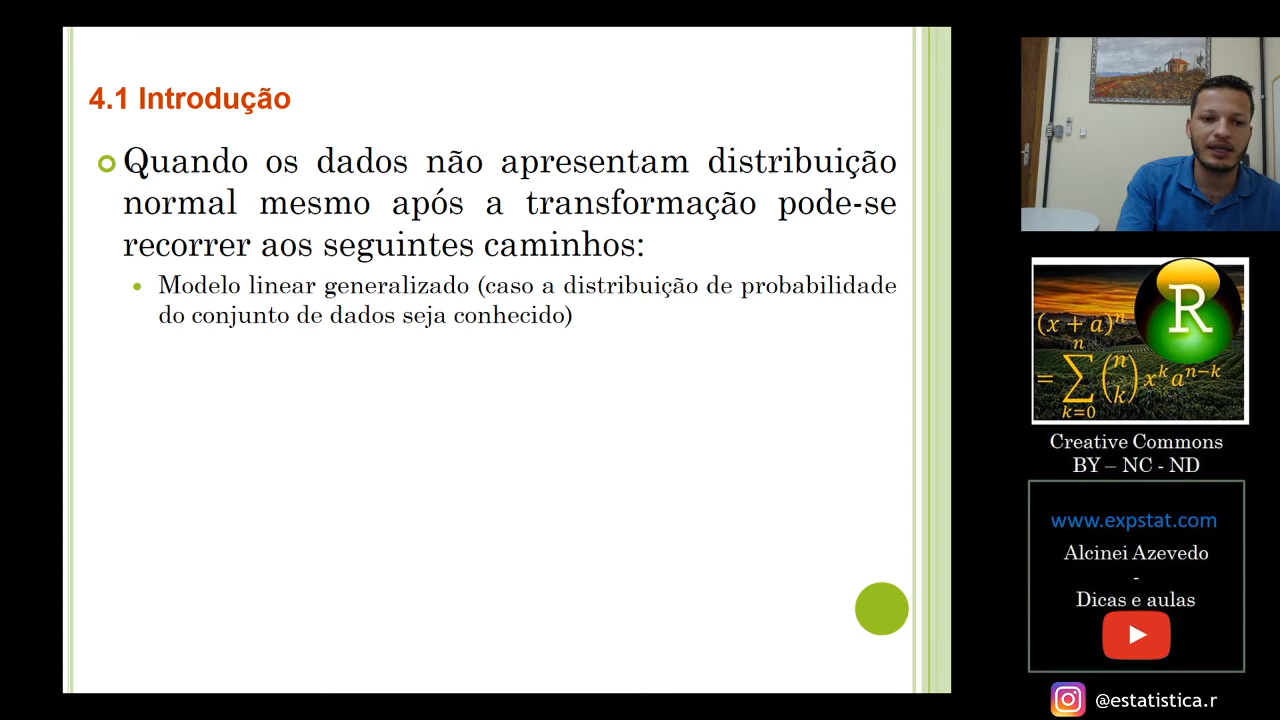 4.1 Introdução
Quando os dados não apresentam distribuição
normal mesmo após a transformação pode-se
recorrer aos seguintes caminhos:
Modelo linear generalizado (caso a distribuição de probabilidade
do conjunto de dados seja conhecido)
R
(x + a)^n
= ∑_{k=0}^{n} (n k) x^k a^{n−k}
Creative Commons
BY – NC - ND
www.expstat.com
Alcinei Azevedo
-
Dicas e aulas
@estatistica.r